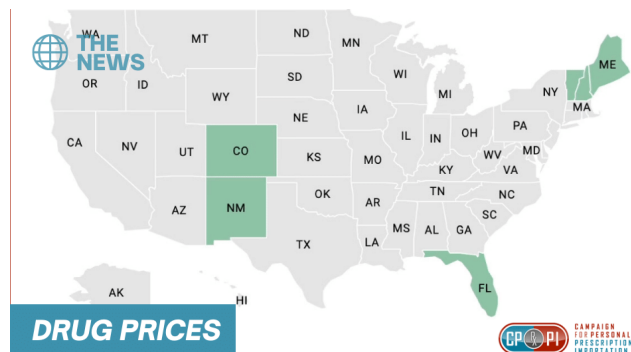 WA
THE
NEWS
MT
ND
MN
OR
ID
SD
WI
MI
ME
WY
NY
MA
IA
NE
PA
CA
NV
UT
CO
KS
MO
IL
IN
OH
WV
MD
KY
VA
AZ
NM
OK
AR
TN
NC
SC
MS
AL
GA
LA
TX
FL
AK
HI
DRUG PRICES
CPPI
CAMPAIGN
FOR PERSONAL
PRESCRIPTION
IMPORTATION